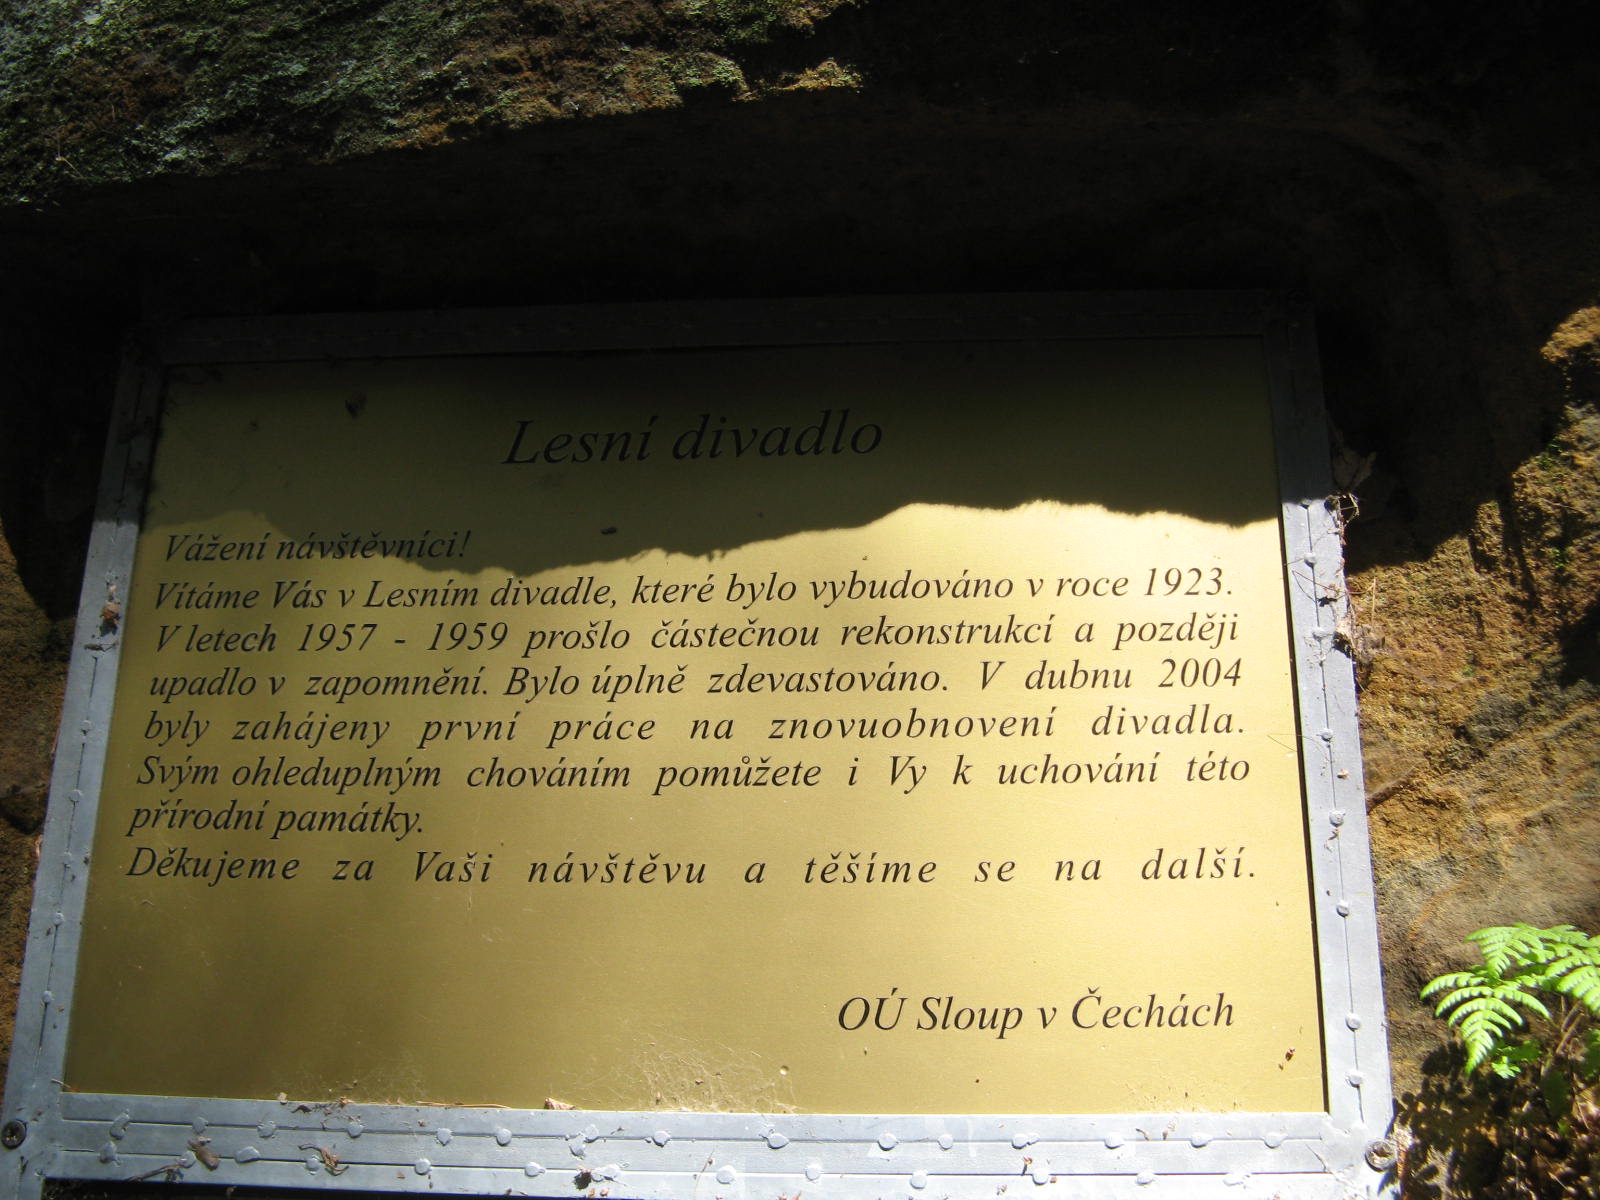 Lesní divadlo
Vážení návštěvníci!
Vítáme Vás v Lesním divadle, které bylo vybudováno v roce 1923.
V letech 1957 - 1959 prošlo částečnou rekonstrukcí a později
upadlo v zapomnění. Bylo úplně zdevastováno. V dubnu 2004
byly zahájeny první práce na znovuobnovení divadla.
Svým ohleduplným chováním pomůžete i Vy k uchování této
přírodní památky.
Děkujeme za Vaši návštěvu a těšíme se na další.
OÚ Sloup v Čechách